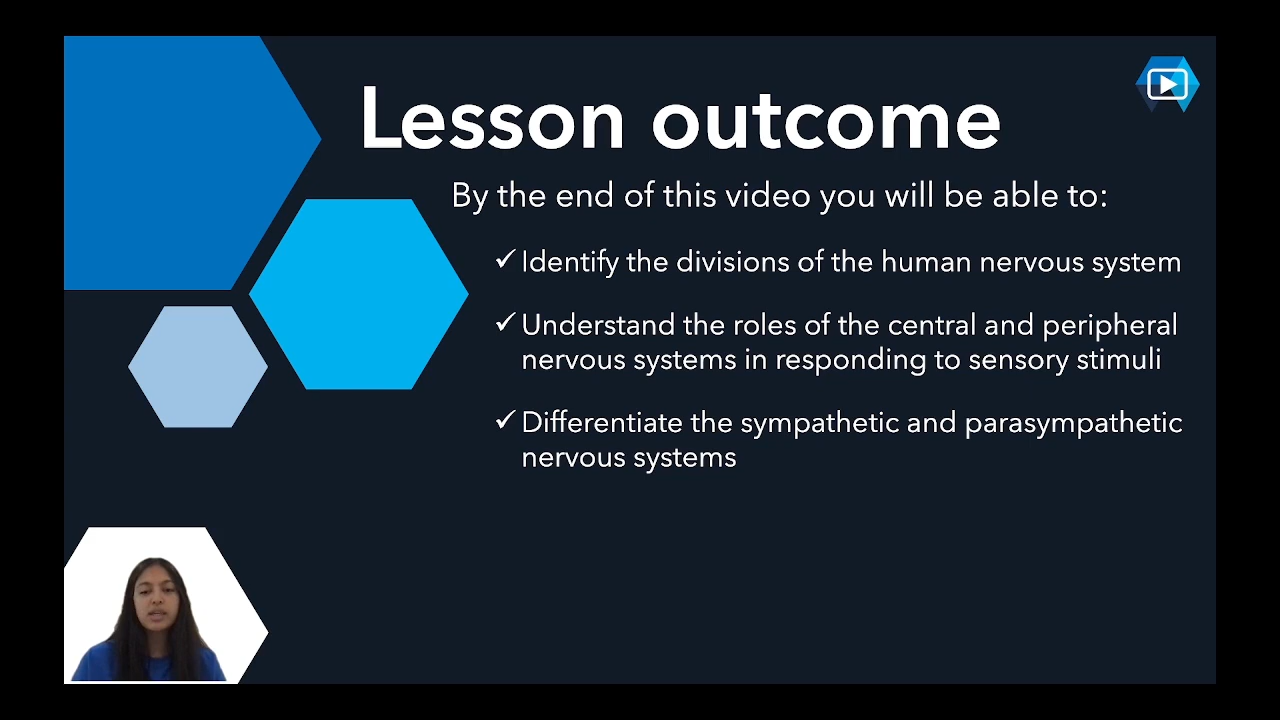 Lesson outcome
By the end of this video you will be able to:
✓ Identify the divisions of the human nervous system
✓ Understand the roles of the central and peripheral
nervous systems in responding to sensory stimuli
✓ Differentiate the sympathetic and parasympathetic
nervous systems